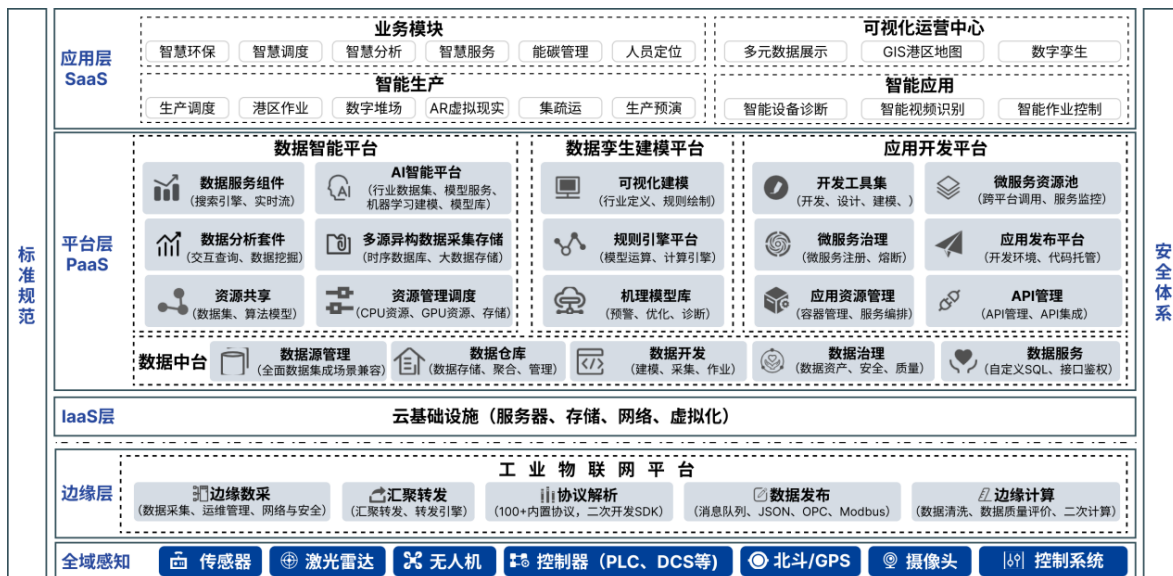 标准规范
应用层
SaaS
业务模块
智慧环保 智慧调度 智慧分析 智慧服务 能碳管理 人员定位
可视化运营中心
多元数据展示 GIS港区地图 数字孪生
智能生产
生产调度 港区作业 数字堆场 AR虚拟现实 集疏运 生产预演
智能应用
智能设备诊断 智能视频识别 智能作业控制
平台层
PaaS
数据智能平台
数据服务组件
(搜索引擎、实时流)
AI
AI智能平台
(行业数据集、模型服务、
机器学习建模、模型库)
数据分析套件
(交互查询、数据挖掘)
多源异构数据采集存储
(时序数据库、大数据存储)
资源共享
(数据集、算法模型)
资源管理调度
(CPU资源、GPU资源、存储)
数据孪生建模平台
可视化建模
(行业定义、规则绘制)
规则引擎平台
(模型运算、计算引擎)
机理模型库
(预警、优化、诊断)
应用开发平台
开发工具集
(开发、设计、建模、)
微服务资源池
(跨平台调用、服务监控)
微服务治理
(微服务注册、熔断)
应用发布平台
(开发环境、代码托管)
应用资源管理
(容器管理、服务编排)
API管理
(API管理、API集成)
数据中台
数据源管理
(全面数据集成场景兼容)
数据仓库
(数据存储、聚合、管理)
数据开发
(建模、采集、作业)
数据治理
(数据资产、安全、质量)
数据服务
(自定义SQL、接口鉴权)
IaaS层
云基础设施（服务器、存储、网络、虚拟化）
边缘层
工业物联网平台
边缘数采
(数据采集、运维管理、网络与安全)
汇聚转发
(汇聚转发、转发引擎)
协议解析
(100+内置协议，二次开发SDK)
数据发布
(消息队列、JSON、OPC、Modbus)
边缘计算
(数据清洗、数据质量评价、二次计算)
全域感知
传感器 激光雷达 无人机 控制器（PLC、DCS等) 北斗/GPS 摄像头 控制系统
安全体系